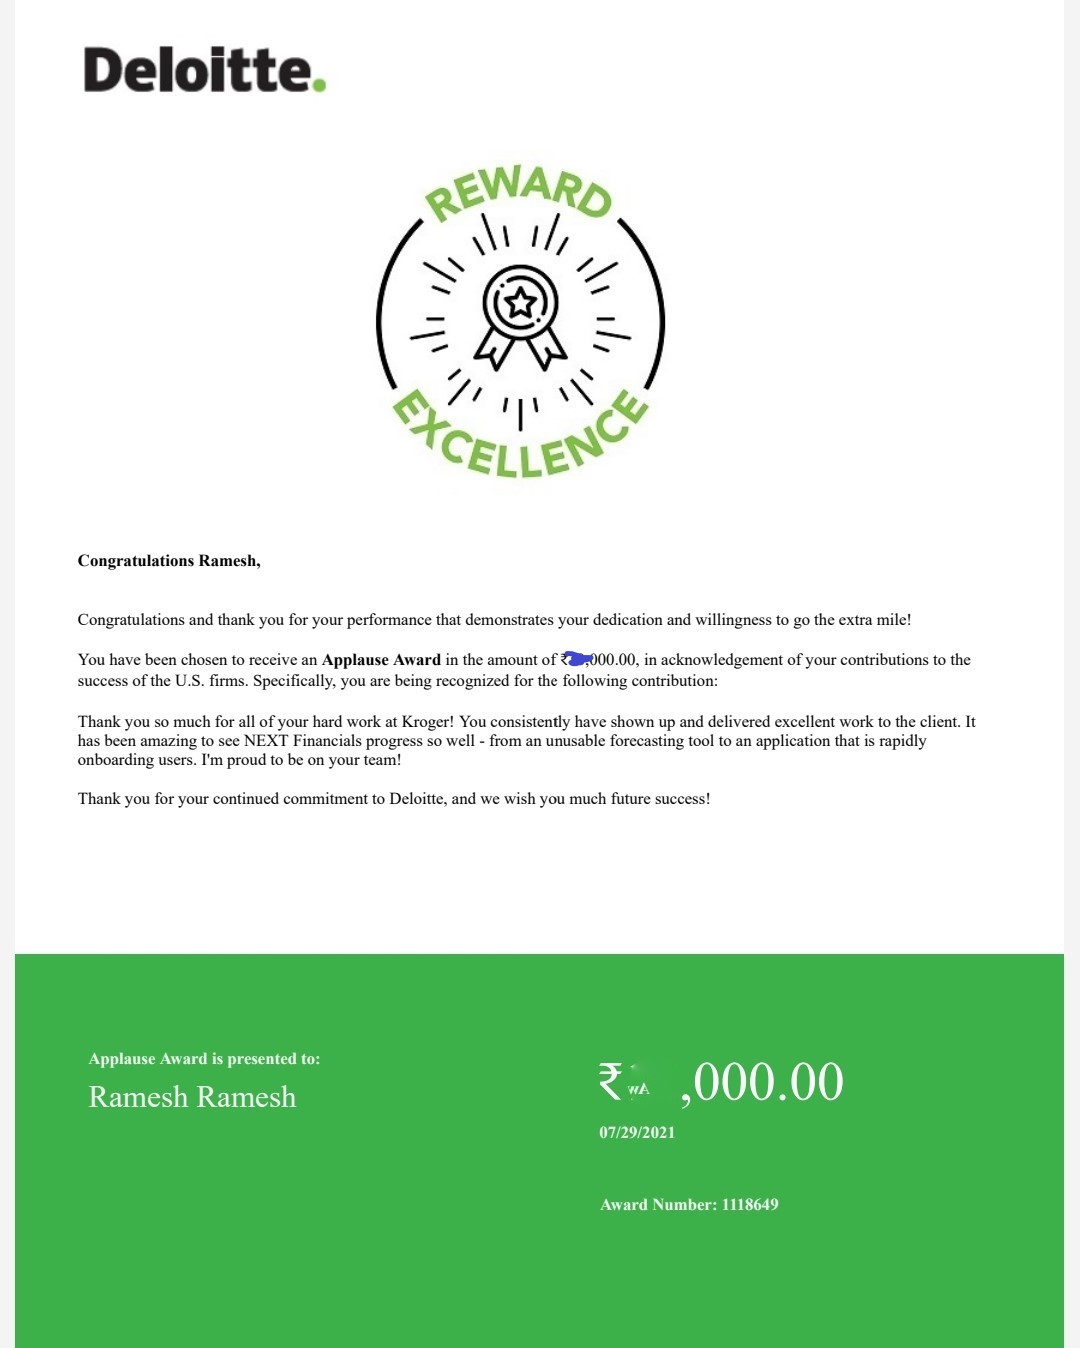 Deloitte.
REWARD
EXCELLENCE
Congratulations Ramesh,
Congratulations and thank you for your performance that demonstrates your dedication and willingness to go the extra mile!
You have been chosen to receive an Applause Award in the amount of ₹ ,000.00, in acknowledgement of your contributions to the
success of the U.S. firms. Specifically, you are being recognized for the following contribution:
Thank you so much for all of your hard work at Kroger! You consistently have shown up and delivered excellent work to the client. It
has been amazing to see NEXT Financials progress so well - from an unusable forecasting tool to an application that is rapidly
onboarding users. I'm proud to be on your team!
Thank you for your continued commitment to Deloitte, and we wish you much future success!
Applause Award is presented to:
Ramesh Ramesh
₹ ,000.00
07/29/2021
Award Number: 1118649